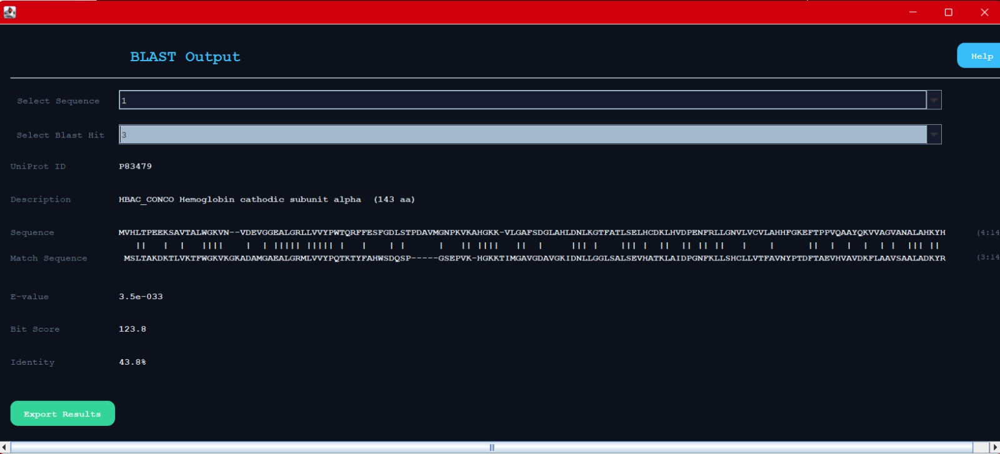 BLAST Output
Help
Select Sequence 1
Select Blast Hit 3
UniProt ID P83479
Description HBAC_CONCO Hemoglobin cathodic subunit alpha (143 aa)
Sequence MVHLTPEEKSAVTALWGKVN--VDEVGGEALGRLLVVYPWTQRFFESFGDLSTPDAVMGNPKVKAHGKK-VLGAFSDGLAHLDNLKGTFATLSELHCDKLHVDPENFRLLGNVLVCVLAHHFGKEFTPPVQAAYQKVVAGVANALAHKYH (4:14
Match Sequence MSLTAKDKTLVKTFWGKVKGKADAMGAEALGRMLVVYPQTKTYFAHWSDQSP-----GSEPVK-HGKKTIMGAVGDAVGKIDNLLGGLSALSEVHATKLAIDPGNFKLLSHCLLVTFAVNYPTDFTAEVHVAVDKFLAAVSAALADKYR (3:14
E-value 3.5e-033
Bit Score 123.8
Identity 43.8%
Export Results